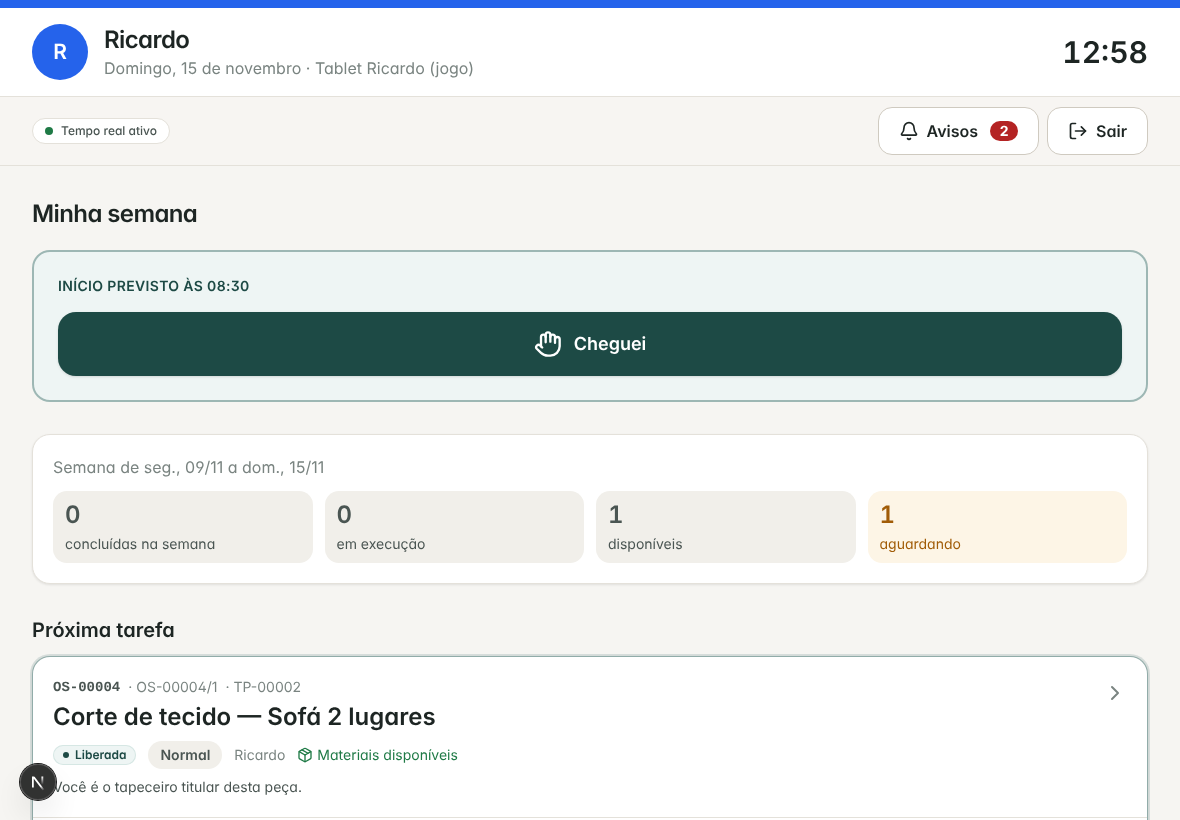 R
Ricardo
Domingo, 15 de novembro · Tablet Ricardo (jogo)
12:58
Tempo real ativo
Avisos 2
Sair
Minha semana
INÍCIO PREVISTO ÀS 08:30
Cheguei
Semana de seg., 09/11 a dom., 15/11
0
concluídas na semana
0
em execução
1
disponíveis
1
aguardando
Próxima tarefa
OS-00004 · OS-00004/1 · TP-00002
Corte de tecido — Sofá 2 lugares
Liberada Normal Ricardo Materiais disponíveis
N
Você é o tapeceiro titular desta peça.